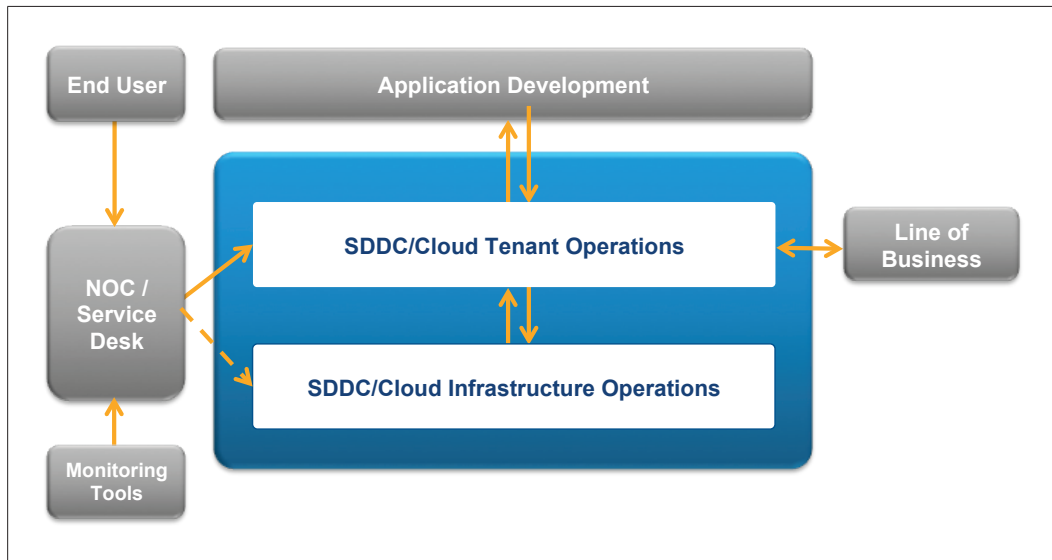 End User
Application Development
SDDC/Cloud Tenant Operations
Line of
Business
NOC /
Service
Desk
SDDC/Cloud Infrastructure Operations
Monitoring
Tools